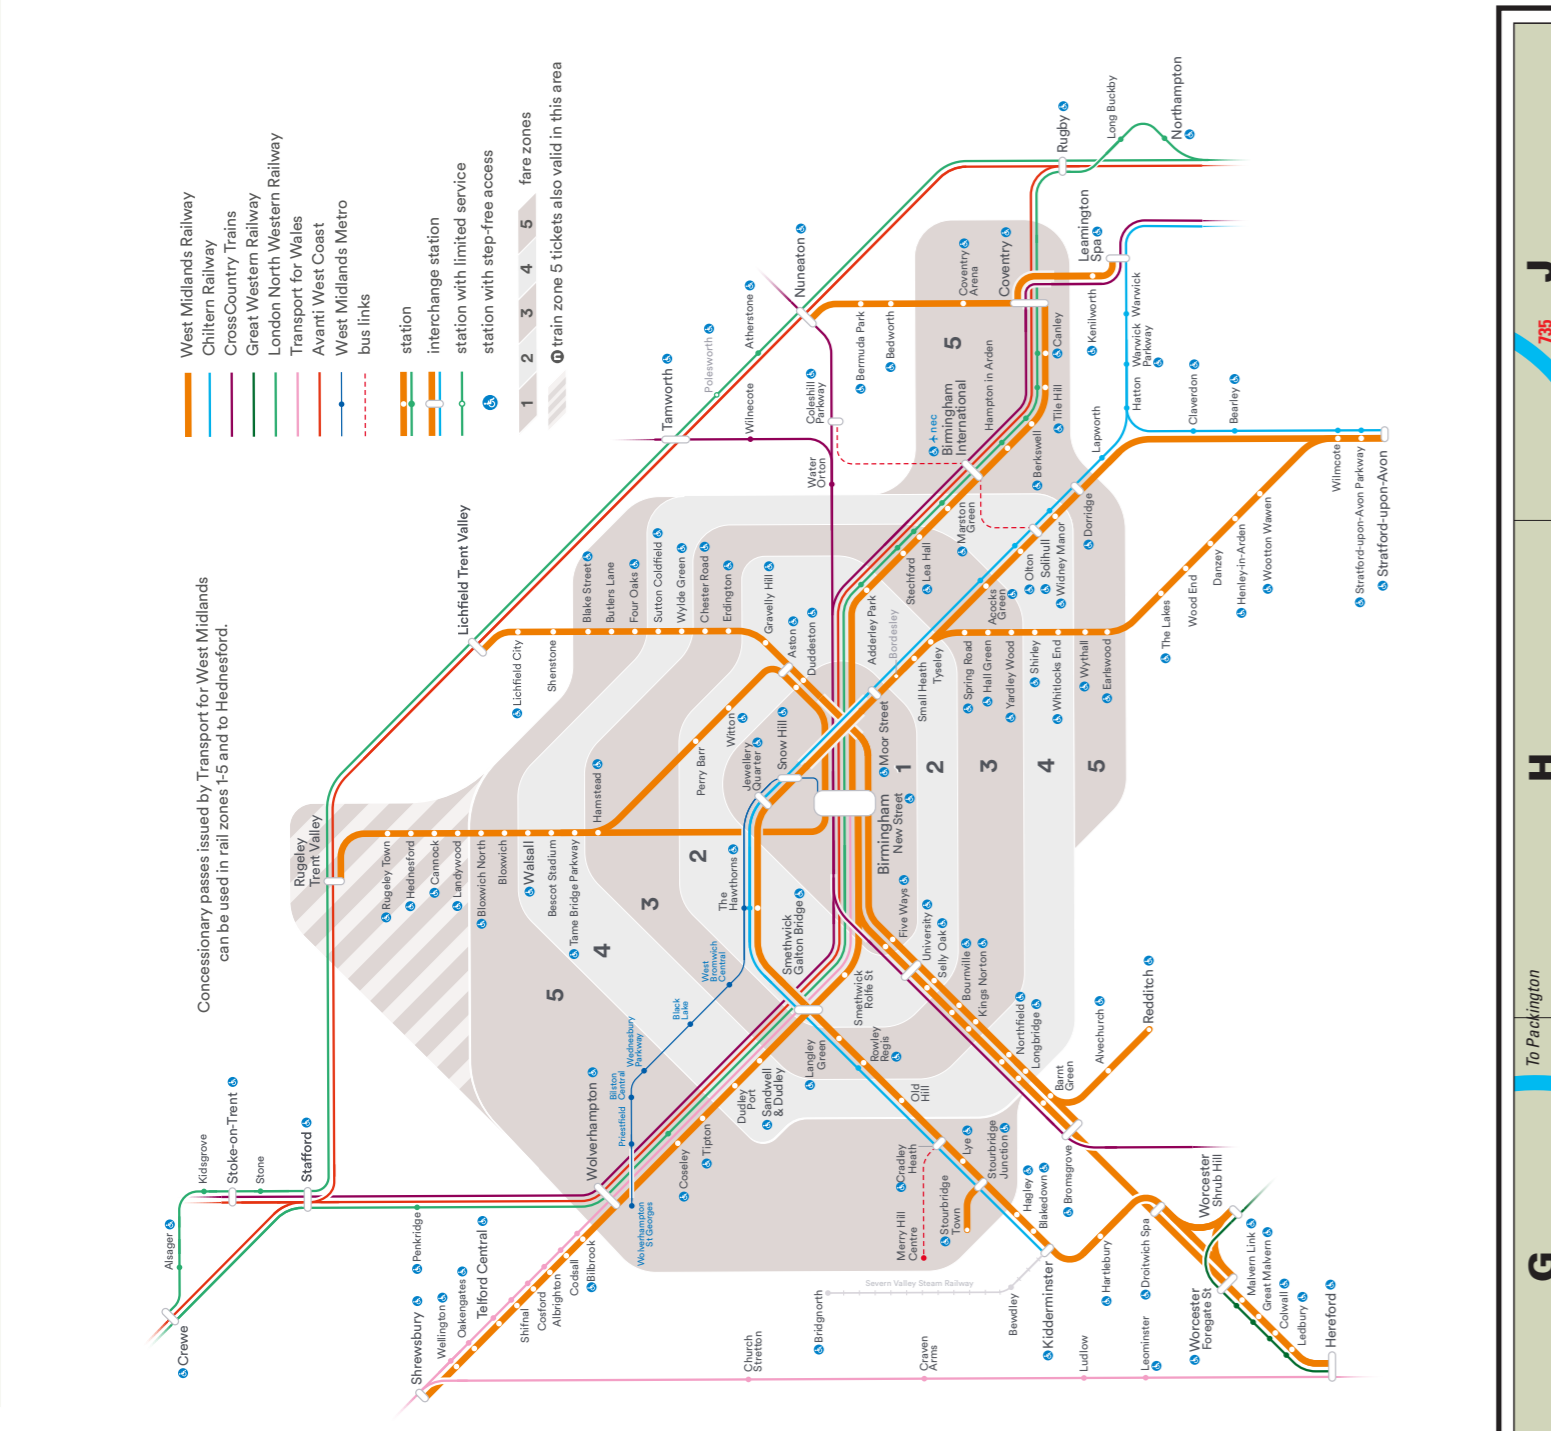 West Midlands Railway
Chiltern Railway
CrossCountry Trains
Great Western Railway
London North Western Railway
Transport for Wales
Avanti West Coast
West Midlands Metro
bus links
station
interchange station
station with limited service
station with step-free access
1 2 3 4 5 fare zones
n train zone 5 tickets also valid in this area
Concessionary passes issued by Transport for West Midlands
can be used in rail zones 1-5 and to Hednesford.
Crewe
Alsager
Kidsgrove
Stoke-on-Trent
Stone
Stafford
Penkridge
Shrewsbury
Wellington
Oakengates
Telford Central
Shifnal
Cosford
Albrighton
Codsall
Bilbrook
Wolverhampton
Wolverhampton
St Georges
Priestfield
Bilston
Central
Wednesbury
Parkway
Black
Lake
West
Bromwich
Central
The
Hawthorns
Jewellery
Quarter
Snow Hill
Coseley
Tipton
Dudley
Port
Sandwell
& Dudley
Smethwick
Galton Bridge
Smethwick
Rolfe St
Langley
Green
Rowley
Regis
Old
Hill
Cradley
Heath
Merry Hill
Centre
Lye
Stourbridge
Junction
Stourbridge
Town
Hagley
Blakedown
Kidderminster
Severn Valley Steam Railway
Bridgnorth
Bewdley
Hartlebury
Droitwich Spa
Worcester
Shrub Hill
Worcester
Foregate St
Malvern Link
Great Malvern
Colwall
Ledbury
Hereford
Leominster
Ludlow
Craven
Arms
Church
Stretton
Rugeley
Trent Valley
Rugeley Town
Hednesford
Cannock
Landywood
Bloxwich North
Bloxwich
Walsall
Bescot Stadium
Tame Bridge Parkway
Hamstead
Perry Barr
Witton
Lichfield Trent Valley
Lichfield City
Shenstone
Blake Street
Butlers Lane
Four Oaks
Sutton Coldfield
Wylde Green
Chester Road
Erdington
Gravelly Hill
Aston
Duddeston
Tamworth
Wilnecote
Polesworth
Atherstone
Nuneaton
Water
Orton
Coleshill
Parkway
Bermuda Park
Bedworth
Coventry
Arena
Coventry
Canley
Tile Hill
Berkswell
Hampton in Arden
nec
Birmingham
International
Marston
Green
Lea Hall
Stechford
Adderley Park
Birmingham
New Street
Moor Street
Bordesley
Small Heath
Tyseley
Acocks
Green
Olton
Solihull
Widney Manor
Dorridge
Lapworth
Hatton
Warwick
Parkway
Warwick
Leamington
Spa
Kenilworth
Rugby
Long Buckby
Northampton
Claverdon
Bearley
Wilmcote
Stratford-upon-Avon Parkway
Stratford-upon-Avon
Spring Road
Hall Green
Yardley Wood
Shirley
Whitlocks End
Wythall
Earlswood
The Lakes
Wood End
Danzey
Henley-in-Arden
Wootton Wawen
Five Ways
University
Selly Oak
Bournville
Kings Norton
Northfield
Longbridge
Barnt
Green
Alvechurch
Redditch
Bromsgrove
5
4
3
2
1
2
3
4
5
5
J
H
G
735
To Packington